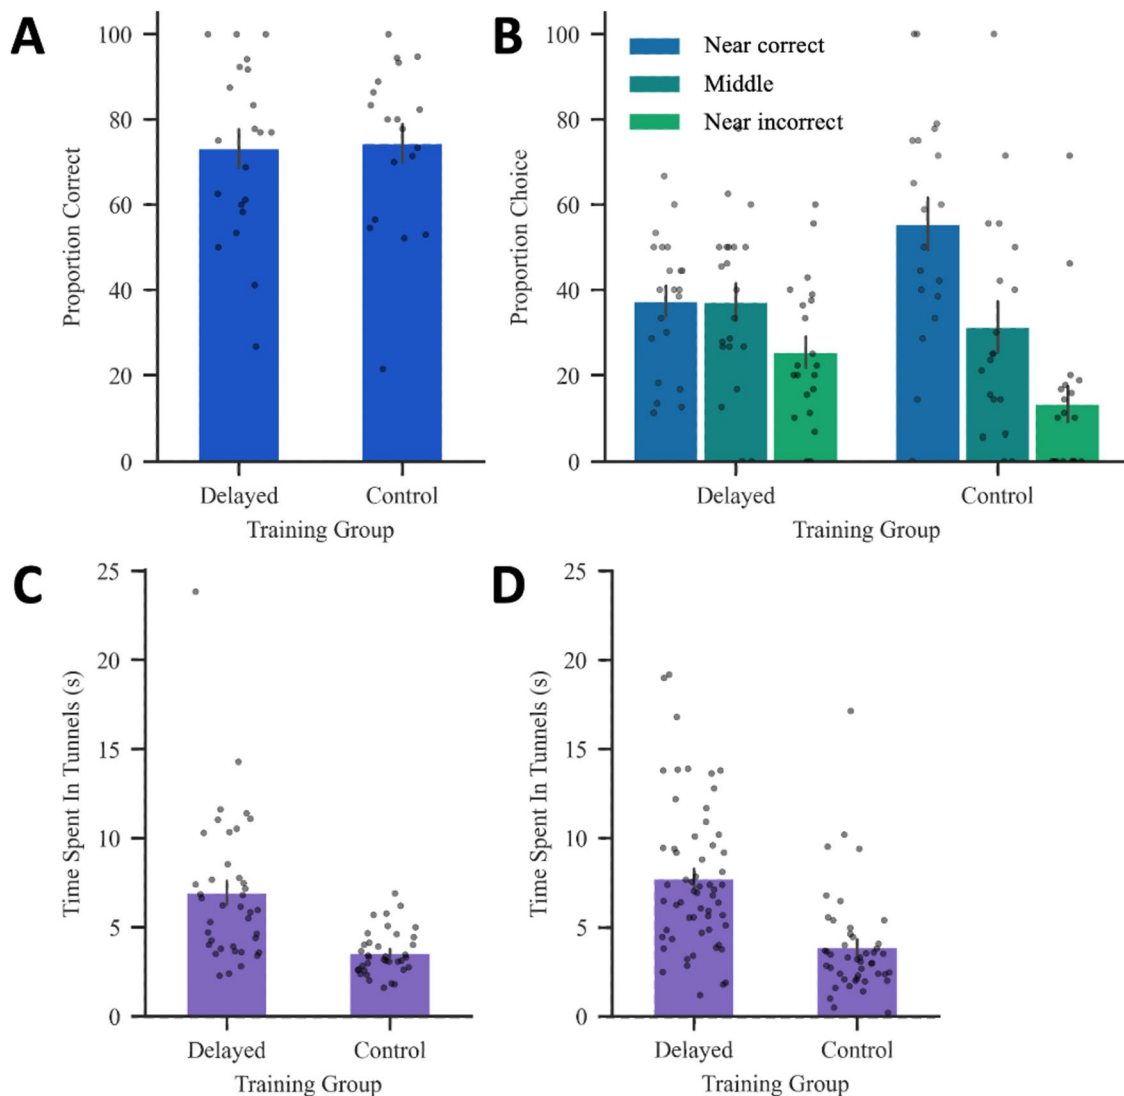 A
100
80
60
40
20
0
Proportion Correct
Delayed Control
Training Group
B
100
80
60
40
20
0
Proportion Choice
Near correct
Middle
Near incorrect
Delayed Control
Training Group
C
25
20
15
10
5
0
Time Spent In Tunnels (s)
Delayed Control
Training Group
D
25
20
15
10
5
0
Time Spent In Tunnels (s)
Delayed Control
Training Group